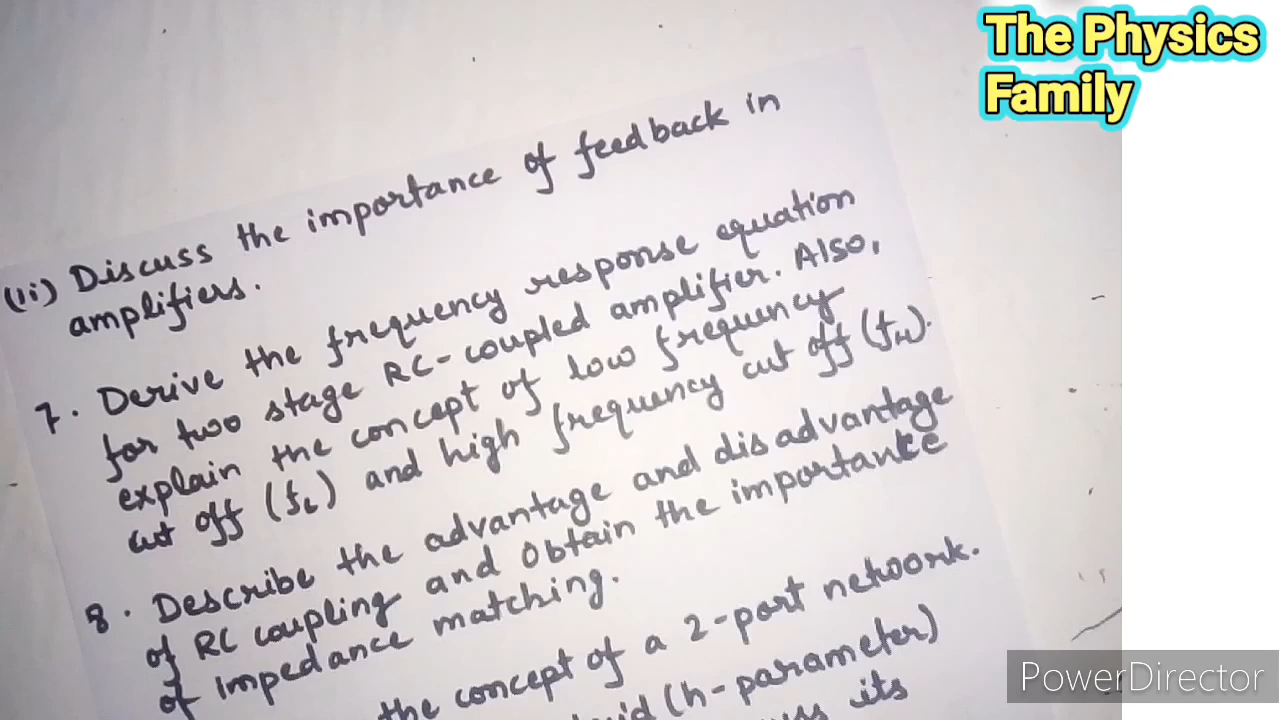 The Physics
Family
(ii) Discuss the importance of feedback in
amplifiers.
7. Derive the frequency response equation
for two stage RC-coupled amplifier. Also,
explain the concept of low frequency
cut off (fL) and high frequency cut off (fH).
8. Describe the advantage and disadvantage
of RC coupling and Obtain the importance
of impedance matching.
the concept of a 2-port network.
(h-parameter)
its
PowerDirector